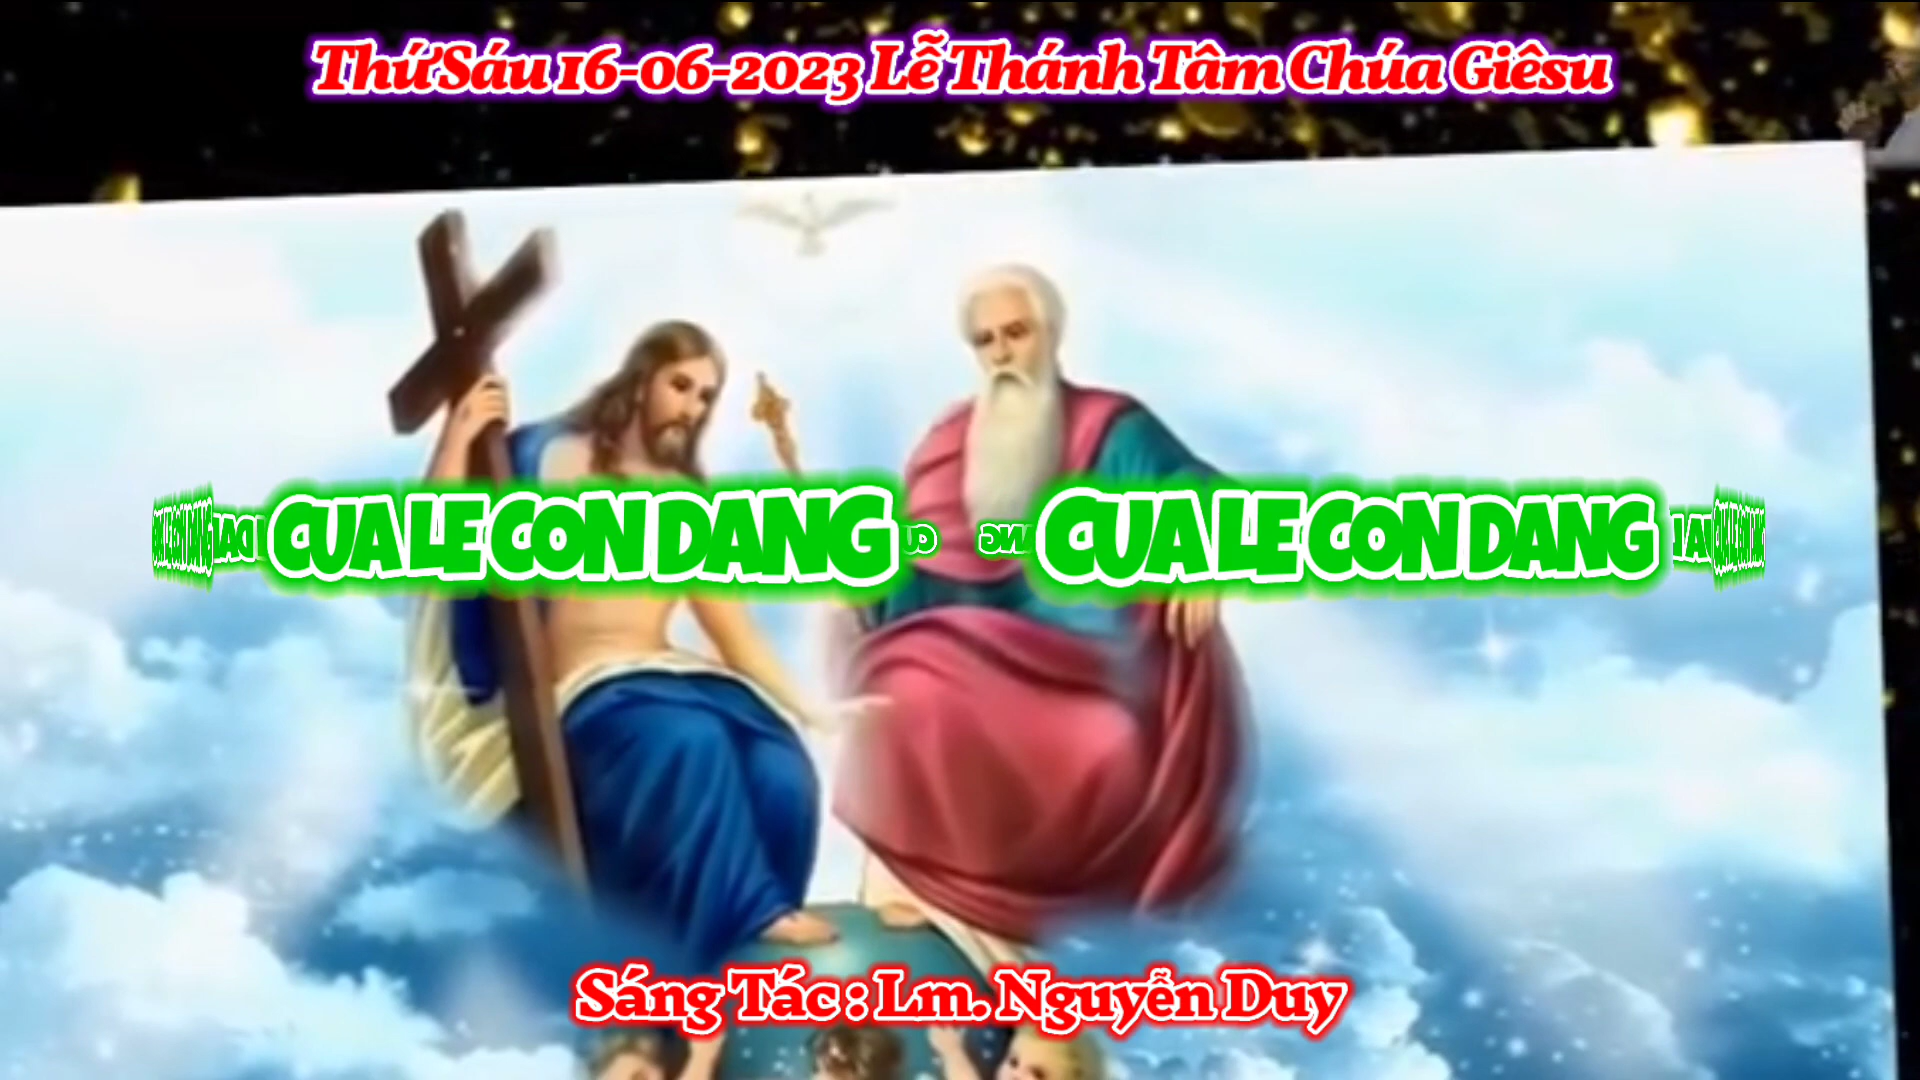 Thứ Sáu 16-06-2023 Lễ Thánh Tâm Chúa Giêsu
CUA LE CON DANG CUA LE CON DANG
Sáng Tác : Lm. Nguyễn Duy